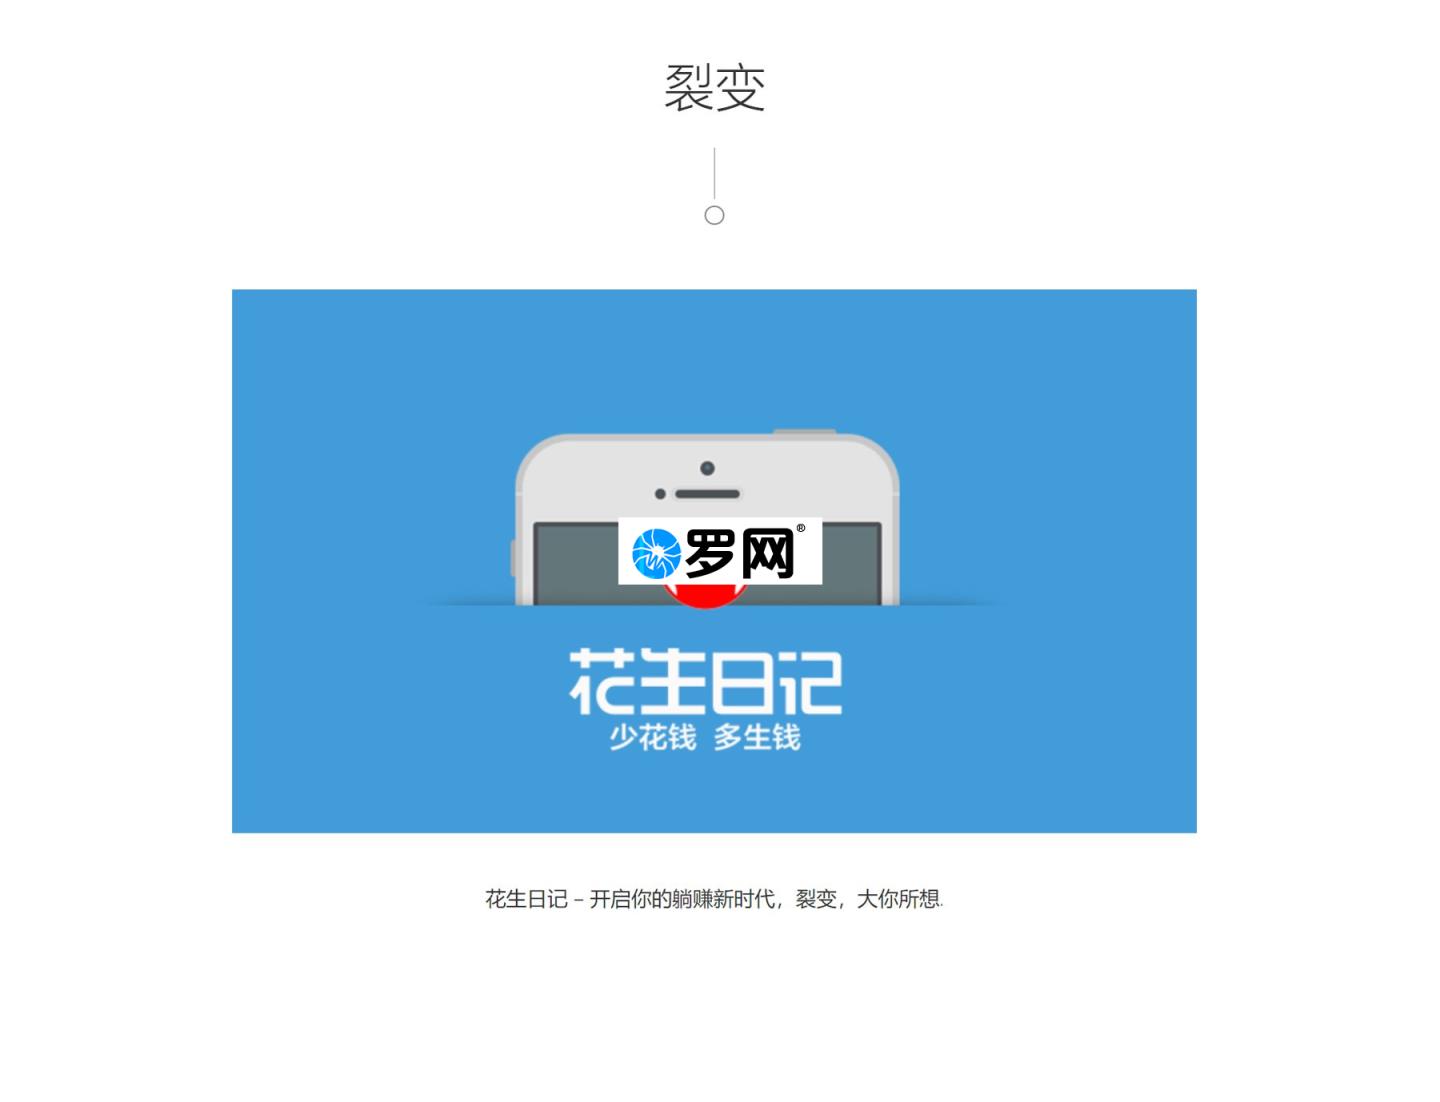 裂变
罗网®
花生日记
少花钱 多生钱
花生日记 – 开启你的躺赚新时代，裂变，大你所想.